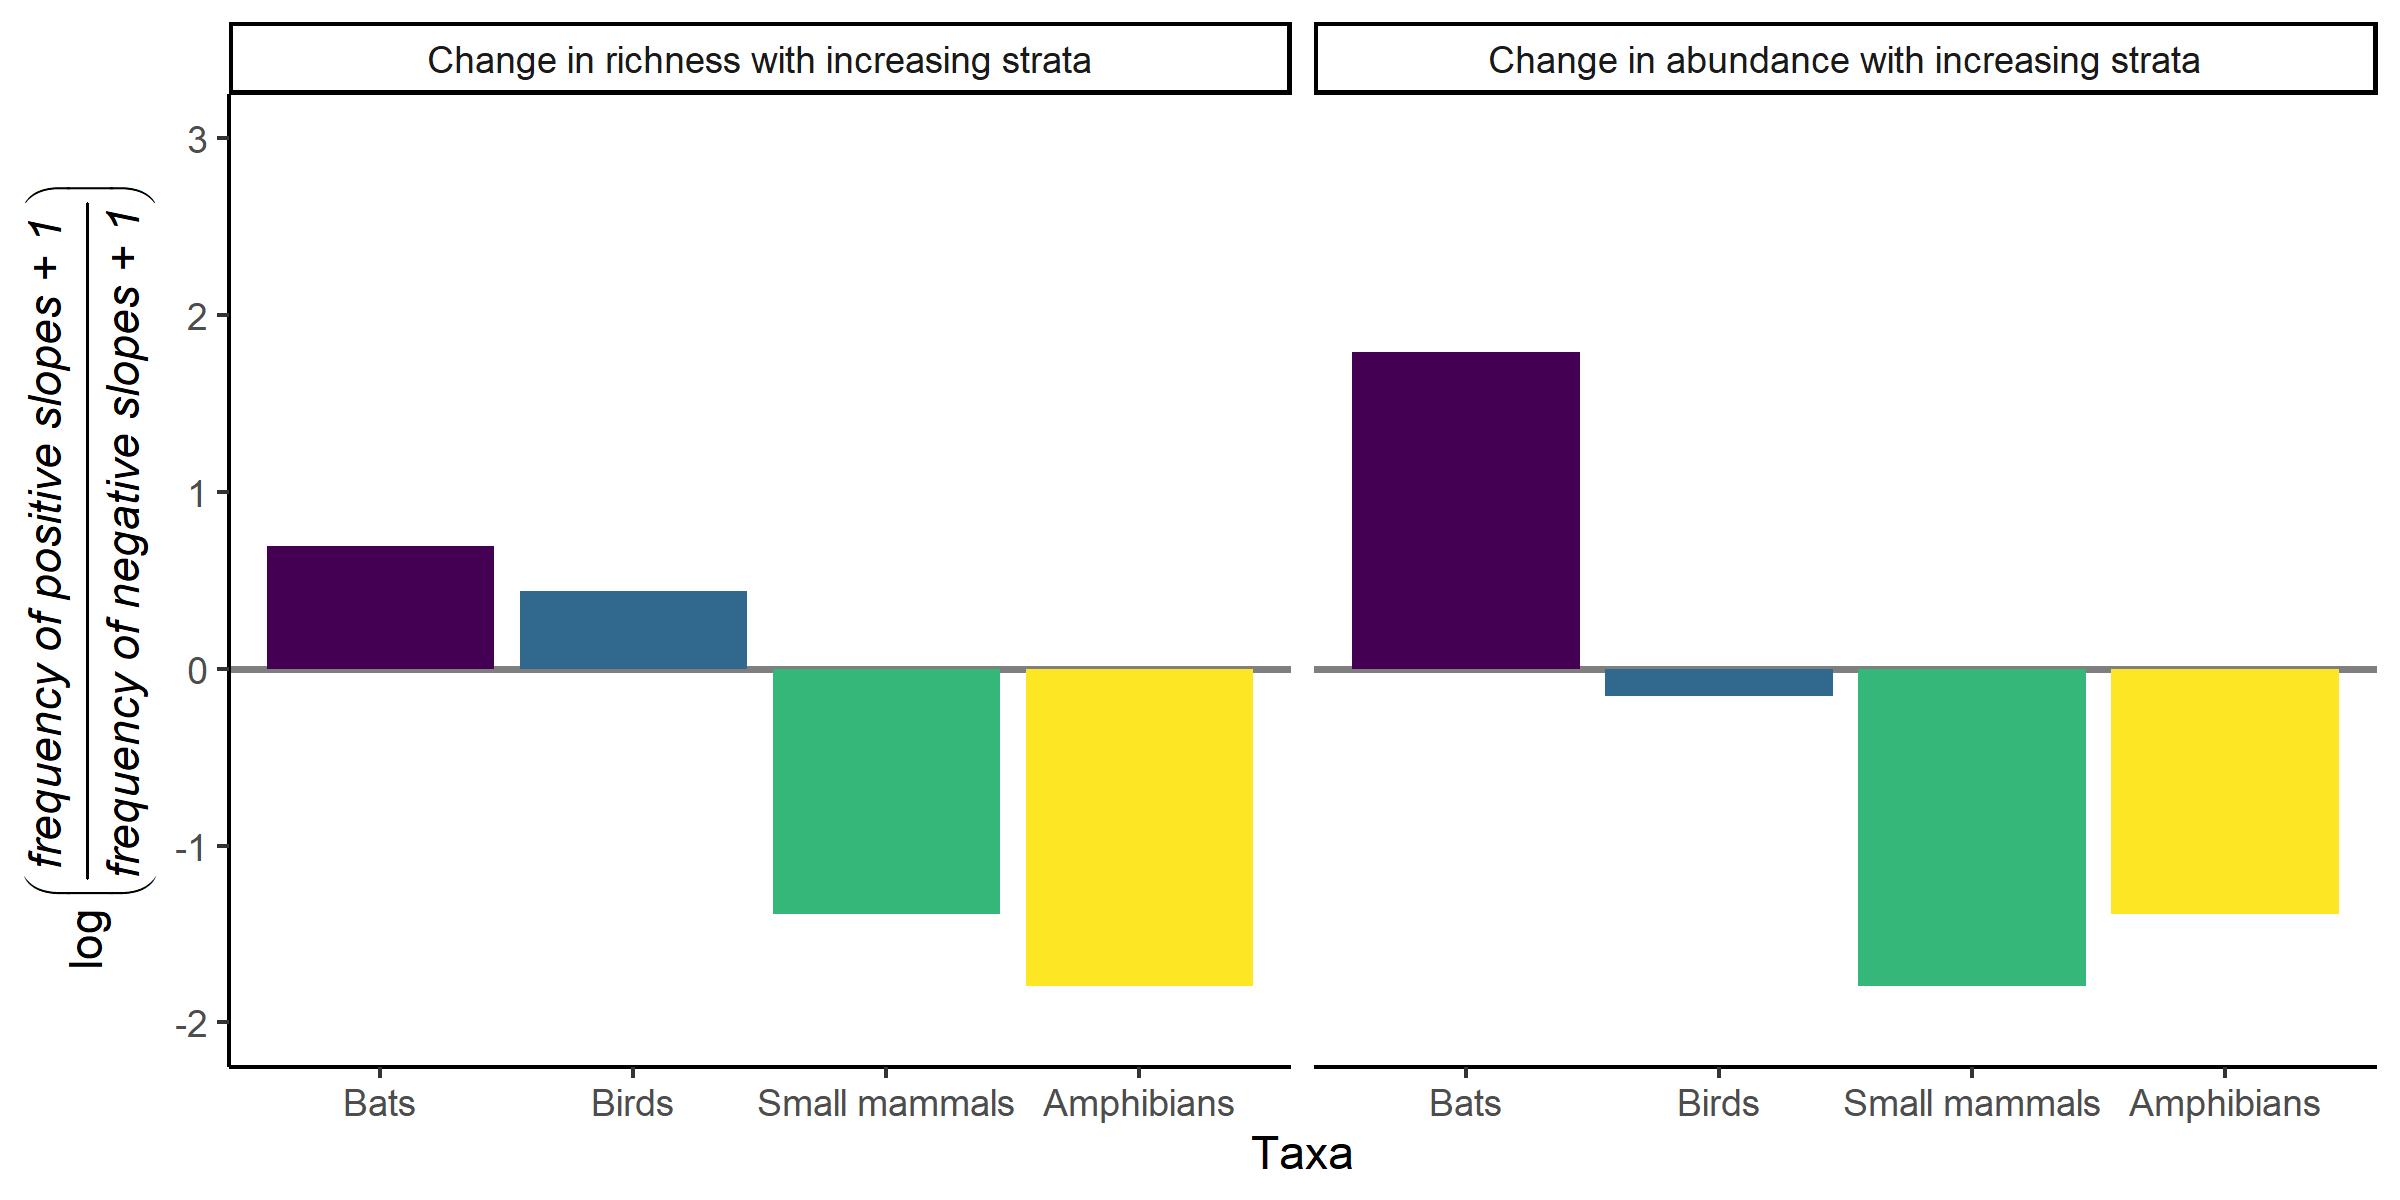 Change in richness with increasing strata
Change in abundance with increasing strata
log
frequency of positive slopes + 1
frequency of negative slopes + 1
3
2
1
0
-1
-2
Bats
Birds
Small mammals
Amphibians
Bats
Birds
Small mammals
Amphibians
Taxa